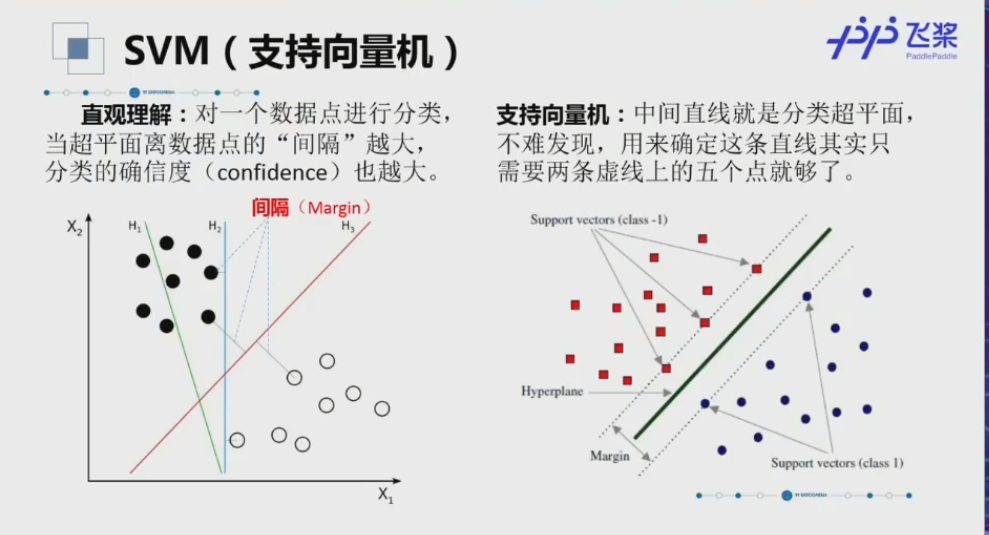 SVM（支持向量机）
飞桨
PaddlePaddle
直观理解：对一个数据点进行分类，
当超平面离数据点的“间隔”越大，
分类的确信度（confidence）也越大。
支持向量机：中间直线就是分类超平面，
不难发现，用来确定这条直线其实只
需要两条虚线上的五个点就够了。
间隔（Margin）
X₂
H₁
H₂
H₃
X₁
Support vectors (class -1)
Hyperplane
Margin
Support vectors (class 1)